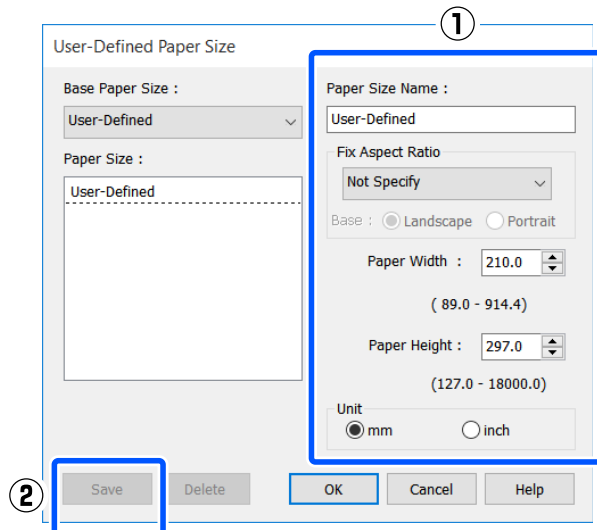 ①
User-Defined Paper Size
Base Paper Size :
User-Defined
Paper Size :
User-Defined
Paper Size Name :
User-Defined
Fix Aspect Ratio
Not Specify
Base : Landscape Portrait
Paper Width : 210.0
( 89.0 - 914.4)
Paper Height : 297.0
(127.0 - 18000.0)
Unit
mm inch
② Save Delete OK Cancel Help